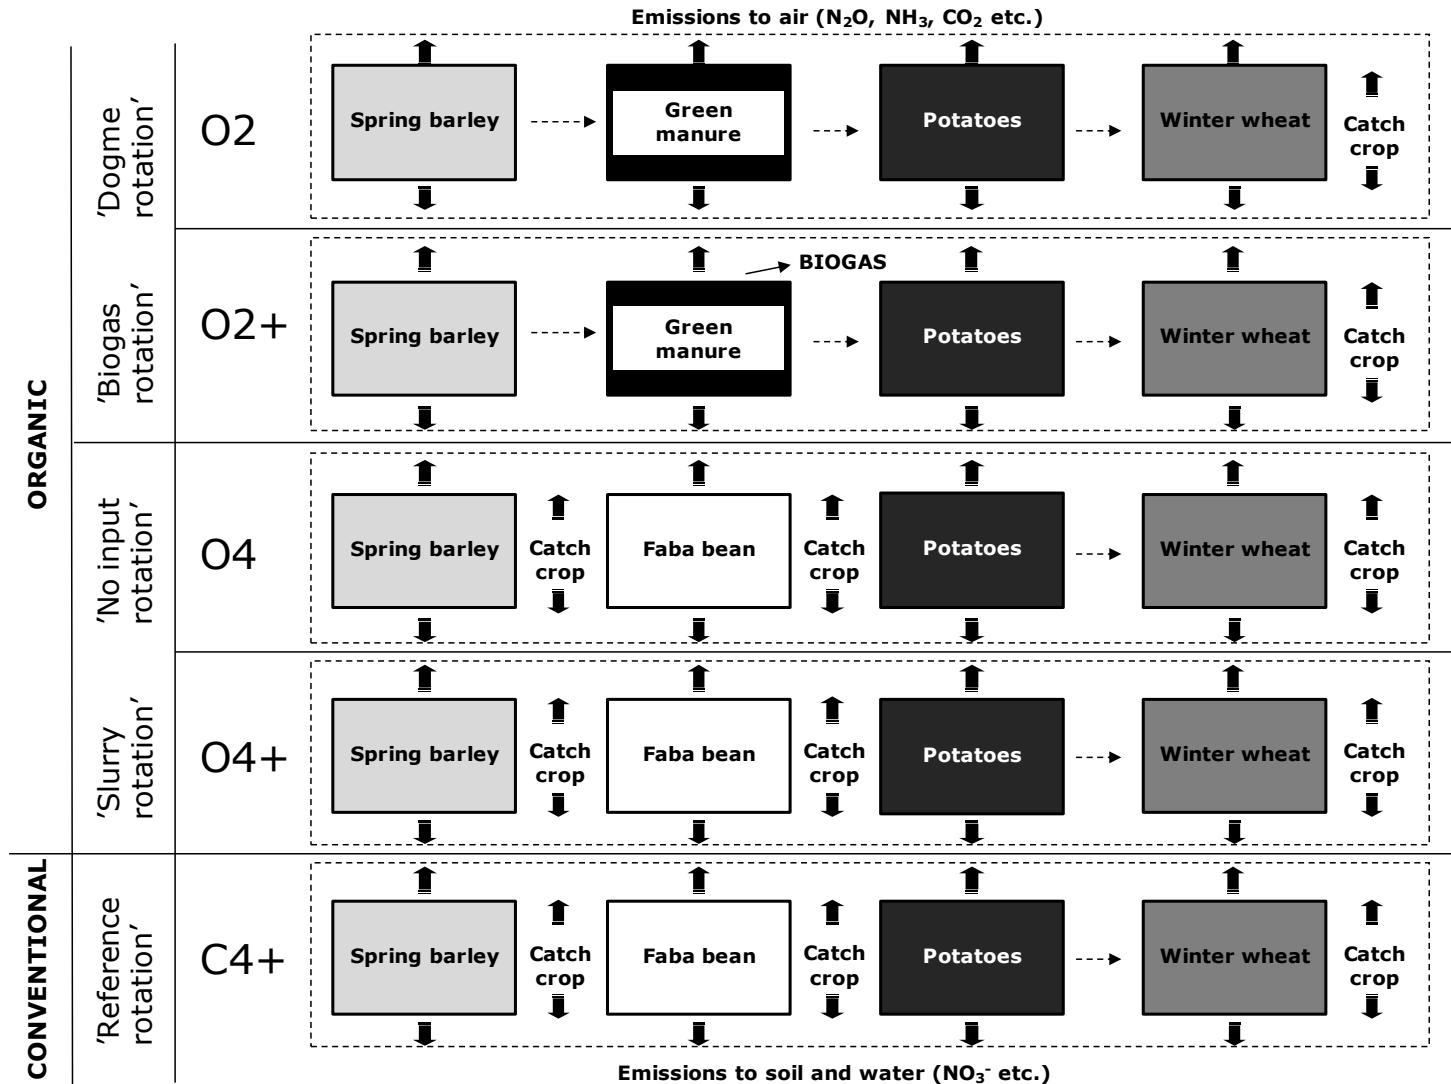 Emissions to air (N₂O, NH₃, CO₂ etc.)
ORGANIC
'Dogme
rotation'
O2
Spring barley
Green
manure
Potatoes
Winter wheat
Catch
crop
'Biogas
rotation'
O2+
Spring barley
Green
manure
BIOGAS
Potatoes
Winter wheat
Catch
crop
'No input
rotation'
O4
Spring barley
Catch
crop
Faba bean
Catch
crop
Potatoes
Winter wheat
Catch
crop
'Slurry
rotation'
O4+
Spring barley
Catch
crop
Faba bean
Catch
crop
Potatoes
Winter wheat
Catch
crop
CONVENTIONAL
'Reference
rotation'
C4+
Spring barley
Catch
crop
Faba bean
Catch
crop
Potatoes
Winter wheat
Catch
crop
Emissions to soil and water (NO₃⁻ etc.)